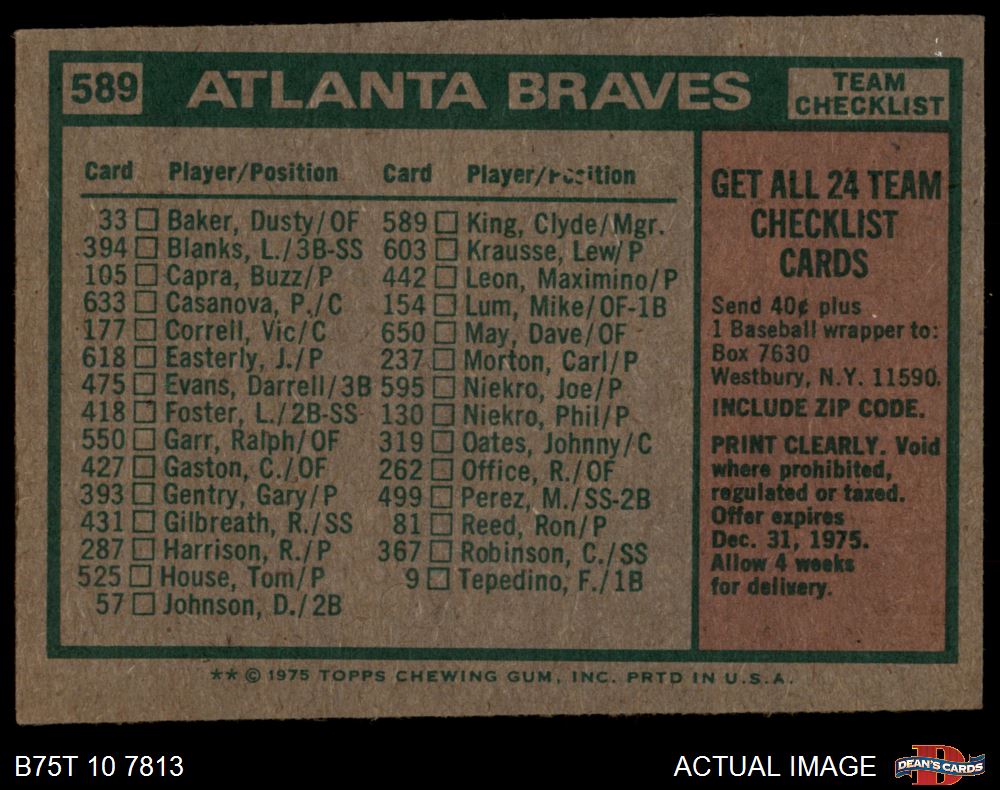 589 ATLANTA BRAVES TEAM CHECKLIST
Card Player/Position Card Player/Position
33 Baker, Dusty/OF 589 King, Clyde/Mgr.
394 Blanks, L./3B-SS 603 Krausse, Lew/P
105 Capra, Buzz/P 442 Leon, Maximino/P
633 Casanova, P./C 154 Lum, Mike/OF-1B
177 Correll, Vic/C 650 May, Dave/OF
618 Easterly, J./P 237 Morton, Carl/P
475 Evans, Darrell/3B 595 Niekro, Joe/P
418 Foster, L./2B-SS 130 Niekro, Phil/P
550 Garr, Ralph/OF 319 Oates, Johnny/C
427 Gaston, C./OF 262 Office, R./OF
393 Gentry, Gary/P 499 Perez, M./SS-2B
431 Gilbreath, R./SS 81 Reed, Ron/P
287 Harrison, R./P 367 Robinson, C./SS
525 House, Tom/P 9 Tepedino, F./1B
57 Johnson, D./2B
GET ALL 24 TEAM
CHECKLIST
CARDS
Send 40¢ plus
1 Baseball wrapper to:
Box 7630
Westbury, N.Y. 11590.
INCLUDE ZIP CODE.
PRINT CLEARLY. Void
where prohibited,
regulated or taxed.
Offer expires
Dec. 31, 1975.
Allow 4 weeks
for delivery.
** © 1975 TOPPS CHEWING GUM, INC. PRTD IN U.S.A.
B75T 10 7813 ACTUAL IMAGE DEAN'S CARDS